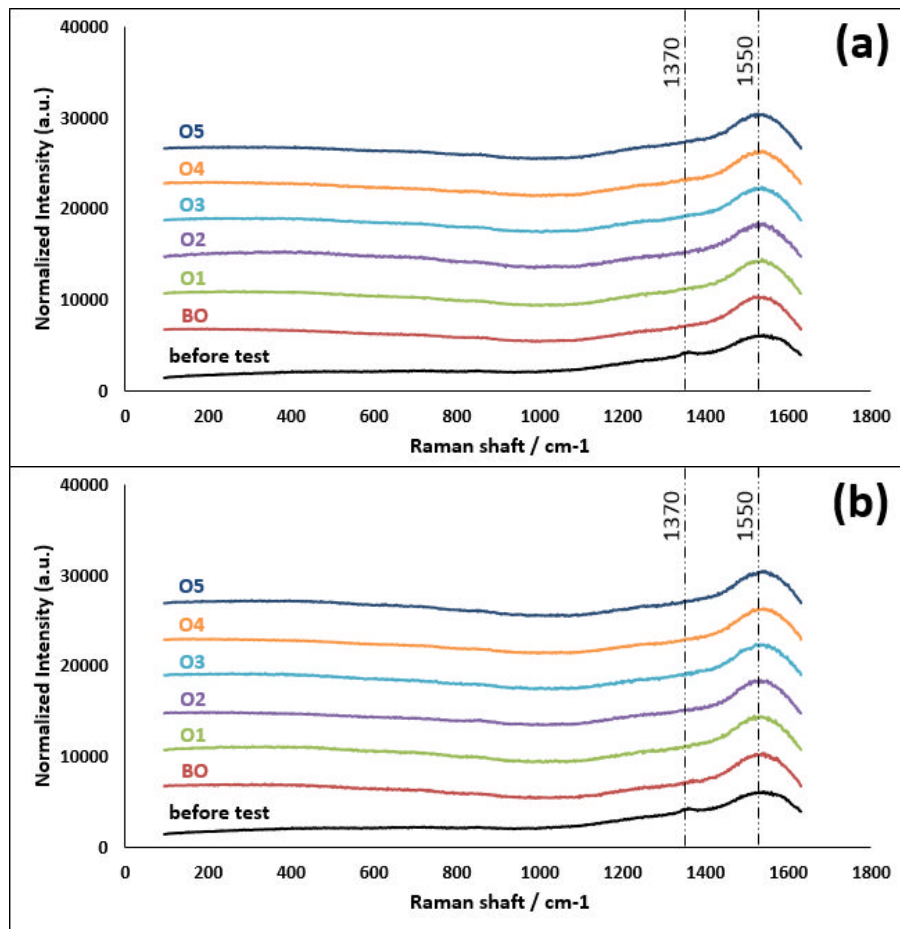 (a)
1370
1550
Normalized Intensity (a.u.)
40000
30000
20000
10000
0
O5
O4
O3
O2
O1
BO
before test
0 200 400 600 800 1000 1200 1400 1600 1800
Raman shaft / cm-1
(b)
1370
1550
Normalized Intensity (a.u.)
40000
30000
20000
10000
0
O5
O4
O3
O2
O1
BO
before test
0 200 400 600 800 1000 1200 1400 1600 1800
Raman shaft / cm-1